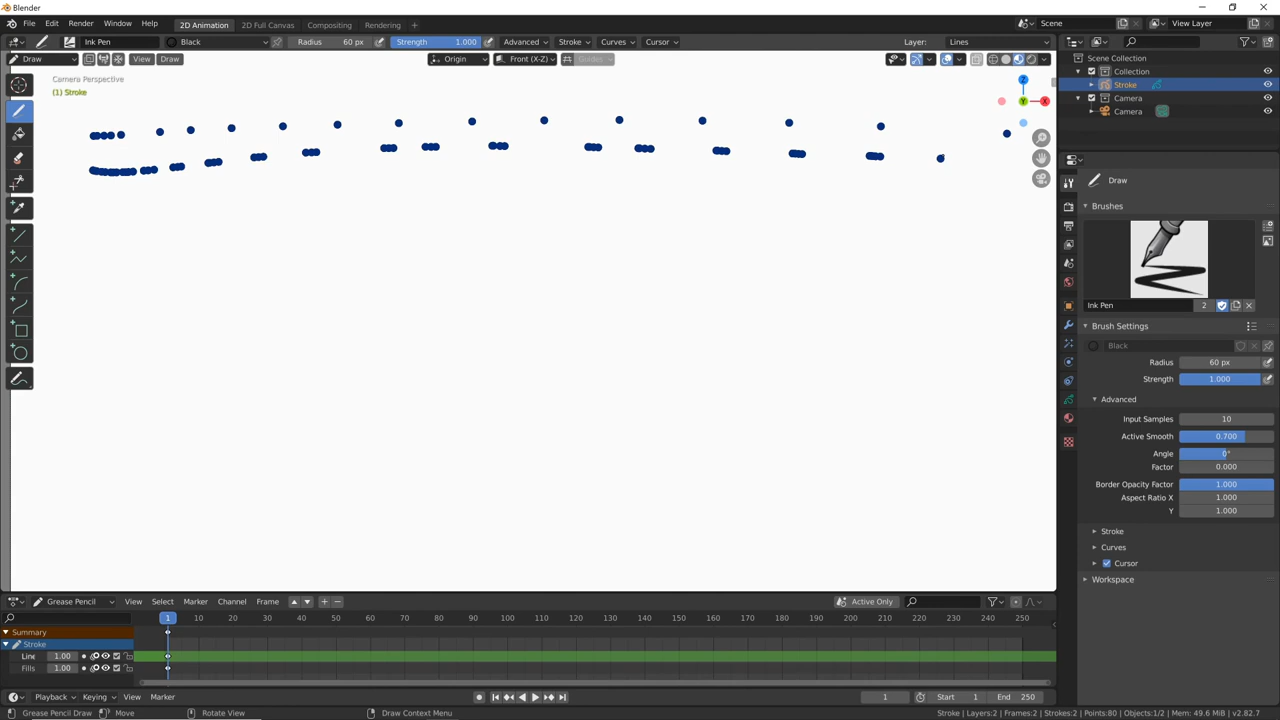 Blender
File Edit Render Window Help 2D Animation 2D Full Canvas Compositing Rendering + Scene View Layer
Ink Pen Black Radius 60 px Strength 1.000 Advanced Stroke Curves Cursor Layer: Lines
Draw View Draw Origin Front (X-Z) Guides
Scene Collection
Collection
Stroke
Camera
Camera
Camera Perspective
(1) Stroke
Z
Y
X
Draw
Brushes
Ink Pen 2
Brush Settings
Black
Radius 60 px
Strength 1.000
Advanced
Input Samples 10
Active Smooth 0.700
Angle 0°
Factor 0.000
Border Opacity Factor 1.000
Aspect Ratio X 1.000
Y 1.000
Stroke
Curves
Cursor
Workspace
Grease Pencil View Select Marker Channel Frame Active Only
1 10 20 30 40 50 60 70 80 90 100 110 120 130 140 150 160 170 180 190 200 210 220 230 240 250
Summary
Stroke
Line 1.00
Fills 1.00
Playback Keying View Marker 1 Start 1 End 250
Grease Pencil Draw Move Rotate View Draw Context Menu Stroke | Layers:2 | Frames:2 | Strokes:2 | Points:80 | Objects:1/2 | Mem: 49.6 MiB | v2.82.7